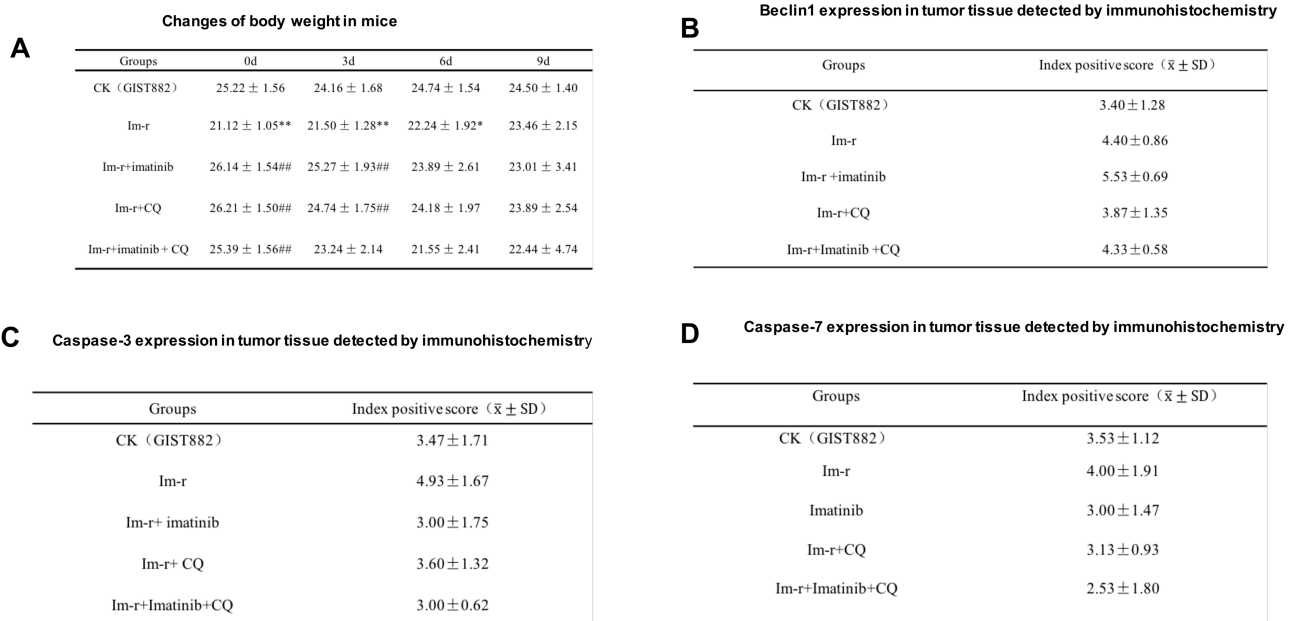 A
Changes of body weight in mice
Groups 0d 3d 6d 9d
CK（GIST882） 25.22 ± 1.56 24.16 ± 1.68 24.74 ± 1.54 24.50 ± 1.40
Im-r 21.12 ± 1.05** 21.50 ± 1.28** 22.24 ± 1.92* 23.46 ± 2.15
Im-r+imatinib 26.14 ± 1.54## 25.27 ± 1.93## 23.89 ± 2.61 23.01 ± 3.41
Im-r+CQ 26.21 ± 1.50## 24.74 ± 1.75## 24.18 ± 1.97 23.89 ± 2.54
Im-r+imatinib + CQ 25.39 ± 1.56## 23.24 ± 2.14 21.55 ± 2.41 22.44 ± 4.74
B
Beclin1 expression in tumor tissue detected by immunohistochemistry
Groups Index positive score（x̄ ± SD）
CK（GIST882） 3.40±1.28
Im-r 4.40±0.86
Im-r +imatinib 5.53±0.69
Im-r+CQ 3.87±1.35
Im-r+Imatinib +CQ 4.33±0.58
C
Caspase-3 expression in tumor tissue detected by immunohistochemistry
Groups Index positive score（x̄ ± SD）
CK（GIST882） 3.47±1.71
Im-r 4.93±1.67
Im-r+ imatinib 3.00±1.75
Im-r+ CQ 3.60±1.32
Im-r+Imatinib+CQ 3.00±0.62
D
Caspase-7 expression in tumor tissue detected by immunohistochemistry
Groups Index positive score（x̄ ± SD）
CK（GIST882） 3.53±1.12
Im-r 4.00±1.91
Imatinib 3.00±1.47
Im-r+CQ 3.13±0.93
Im-r+Imatinib+CQ 2.53±1.80